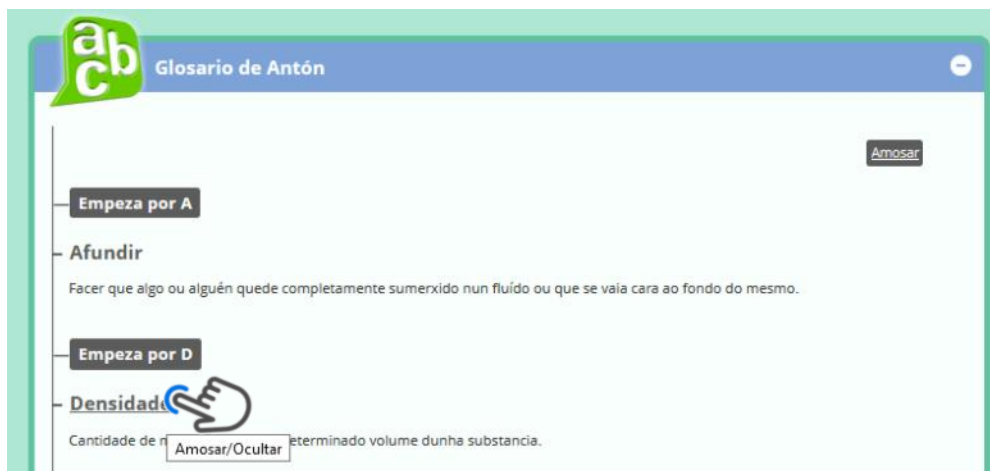 abc
Glosario de Antón
Amosar
Empeza por A
Afundir
Facer que algo ou alguén quede completamente sumerxido nun fluído ou que se vaia cara ao fondo do mesmo.
Empeza por D
Densidade
Cantidade de eterminado volume dunha substancia.
Amosar/Ocultar